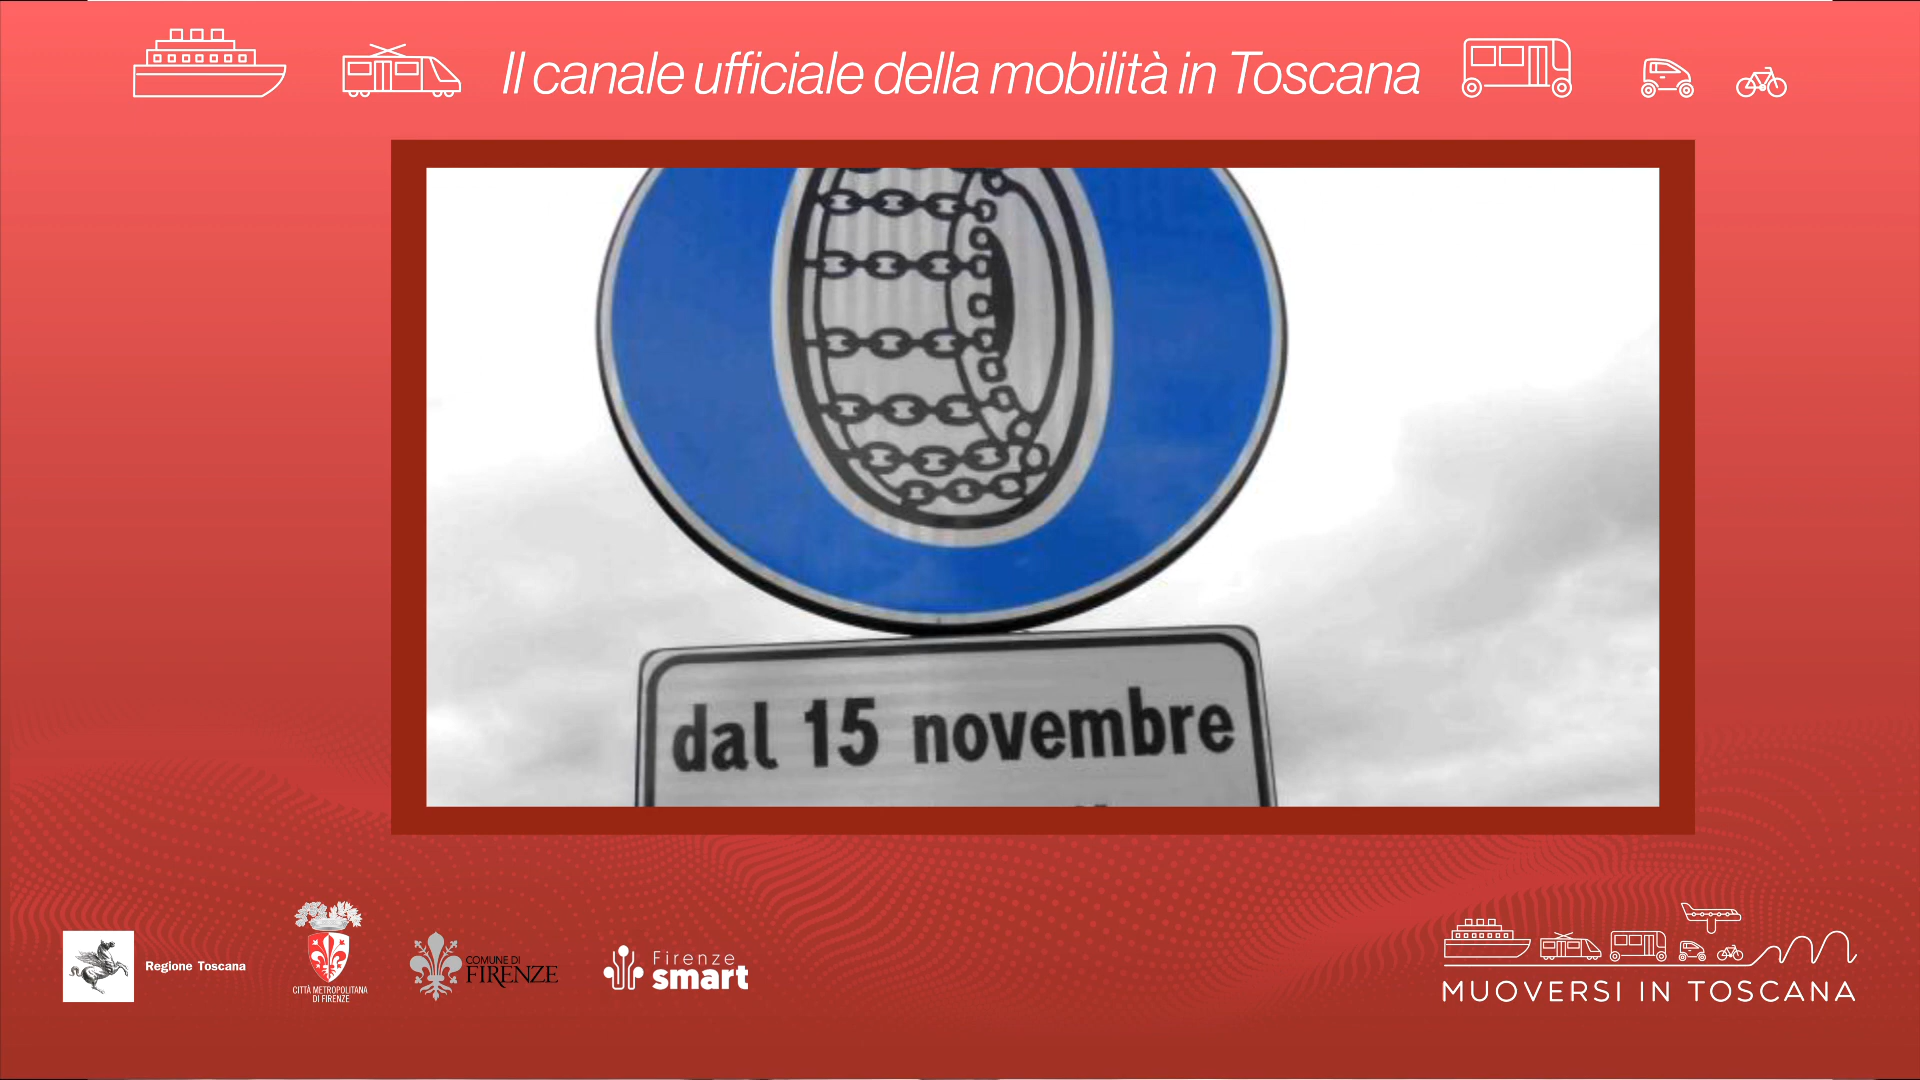 Il canale ufficiale della mobilità in Toscana
dal 15 novembre
Regione Toscana
CITTÀ METROPOLITANA
DI FIRENZE
COMUNE DI
FIRENZE
Firenze
smart
MUOVERSI IN TOSCANA